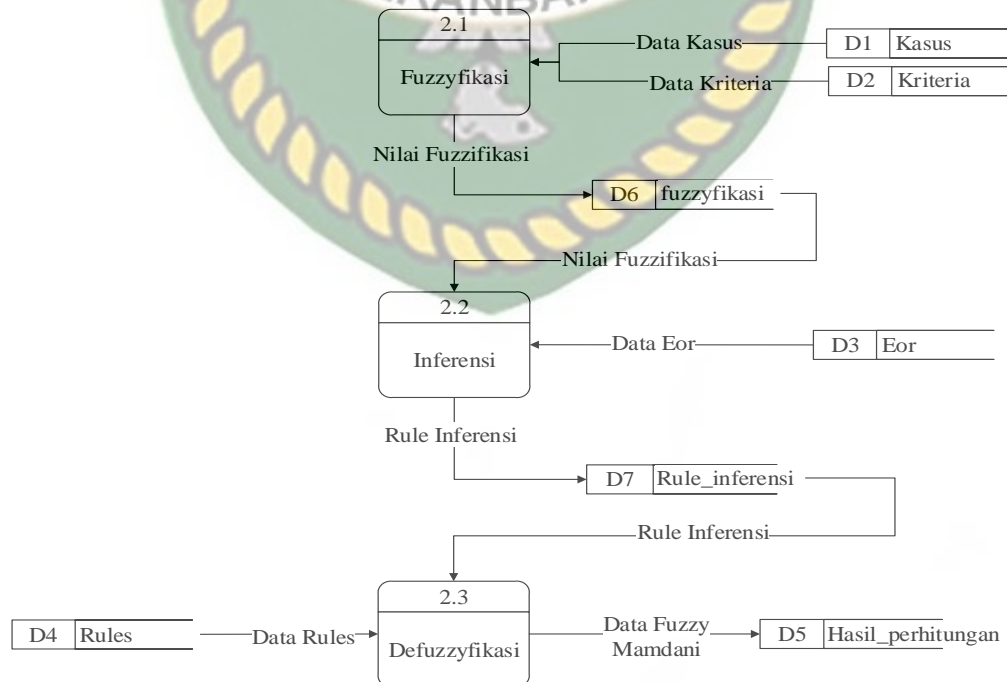 2.1
Fuzzyfikasi
Data Kasus
D1 Kasus
Data Kriteria
D2 Kriteria
Nilai Fuzzifikasi
D6 fuzzyfikasi
Nilai Fuzzifikasi
2.2
Inferensi
Data Eor
D3 Eor
Rule Inferensi
D7 Rule_inferensi
Rule Inferensi
2.3
Defuzzyfikasi
D4 Rules
Data Rules
Data Fuzzy
Mamdani
D5 Hasil_perhitungan